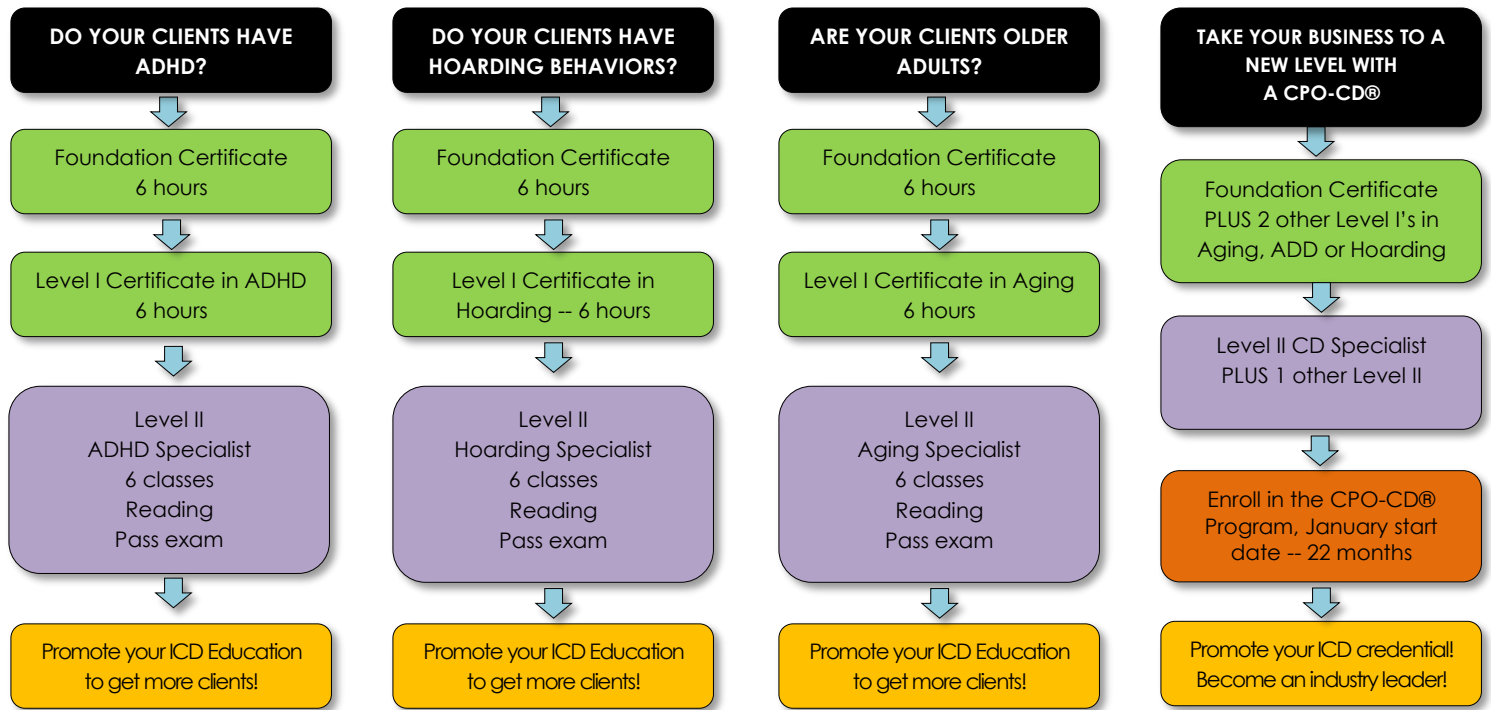 DO YOUR CLIENTS HAVE
ADHD?
Foundation Certificate
6 hours
Level I Certificate in ADHD
6 hours
Level II
ADHD Specialist
6 classes
Reading
Pass exam
Promote your ICD Education
to get more clients!
DO YOUR CLIENTS HAVE
HOARDING BEHAVIORS?
Foundation Certificate
6 hours
Level I Certificate in
Hoarding -- 6 hours
Level II
Hoarding Specialist
6 classes
Reading
Pass exam
Promote your ICD Education
to get more clients!
ARE YOUR CLIENTS OLDER
ADULTS?
Foundation Certificate
6 hours
Level I Certificate in Aging
6 hours
Level II
Aging Specialist
6 classes
Reading
Pass exam
Promote your ICD Education
to get more clients!
TAKE YOUR BUSINESS TO A
NEW LEVEL WITH
A CPO-CD®
Foundation Certificate
PLUS 2 other Level I's in
Aging, ADD or Hoarding
Level II CD Specialist
PLUS 1 other Level II
Enroll in the CPO-CD®
Program, January start
date -- 22 months
Promote your ICD credential!
Become an industry leader!